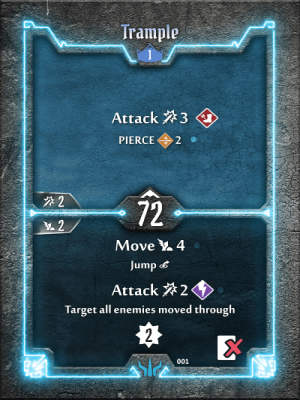 Trample
1
Attack 3
PIERCE 2
2
72
2
Move 4
Jump
Attack 2
Target all enemies moved through
2
001